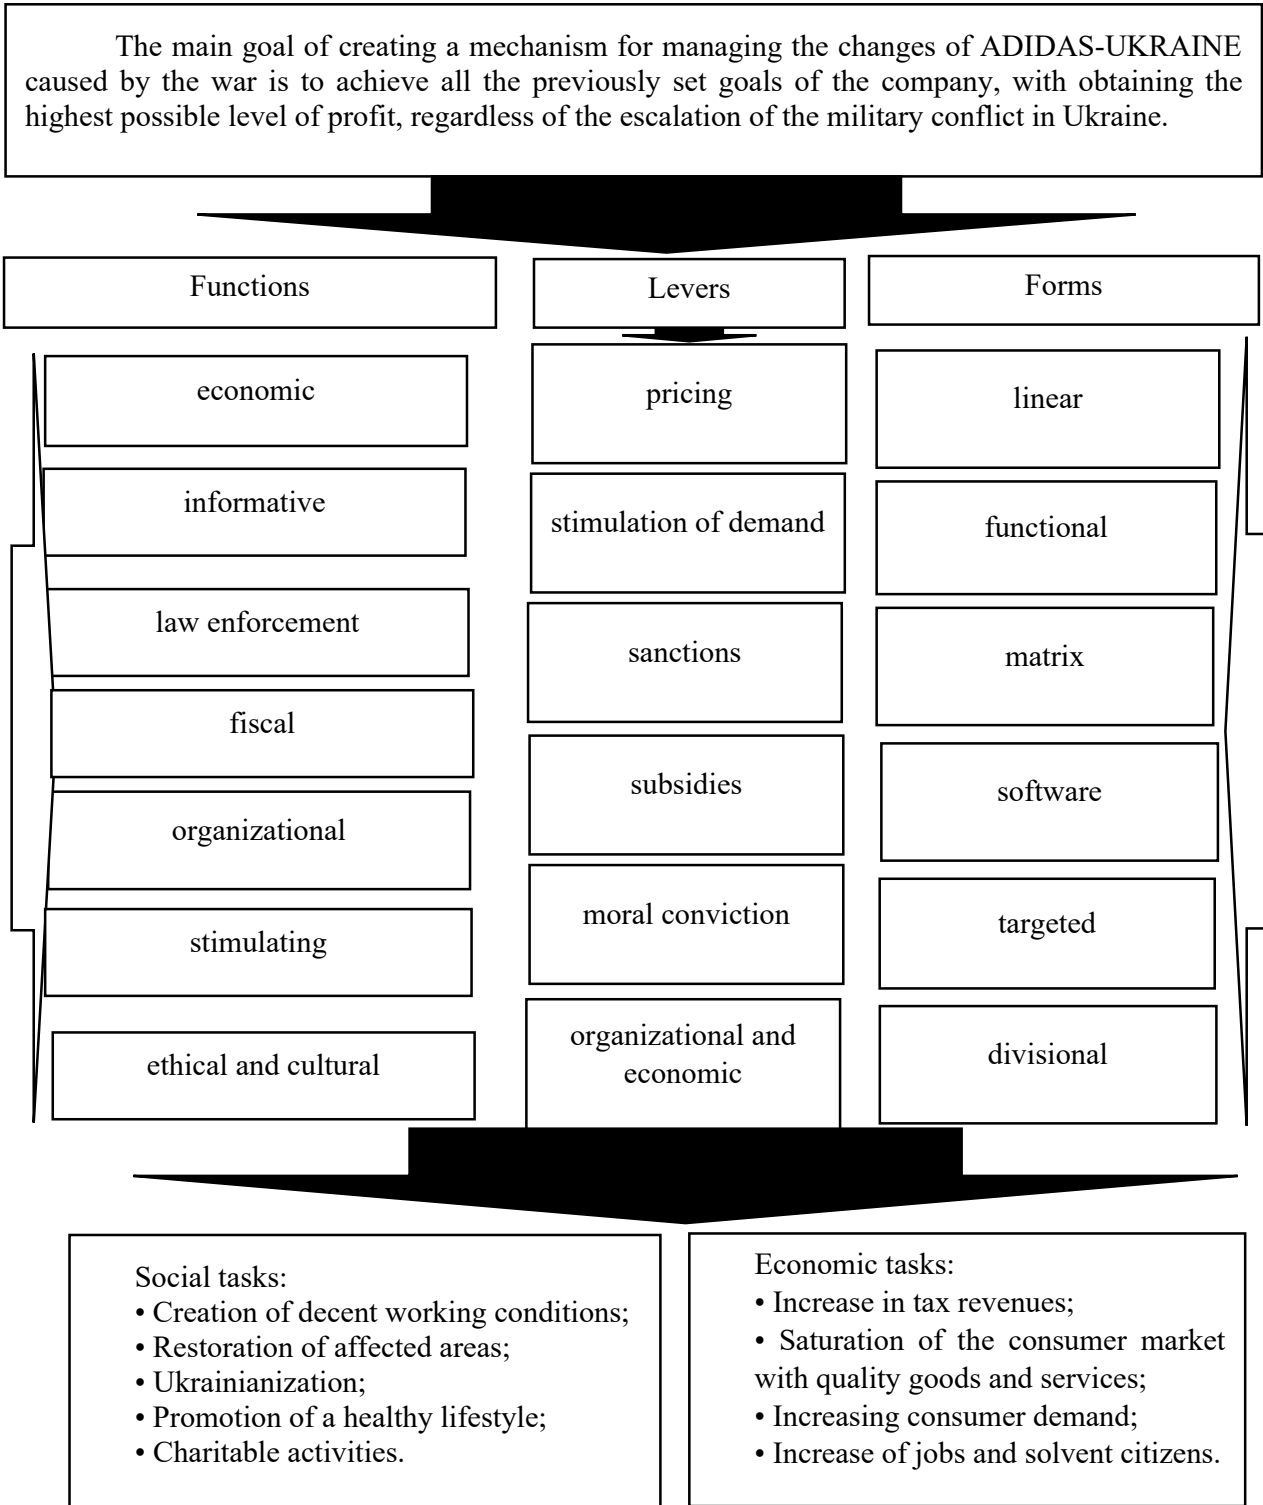 The main goal of creating a mechanism for managing the changes of ADIDAS-UKRAINE
caused by the war is to achieve all the previously set goals of the company, with obtaining the
highest possible level of profit, regardless of the escalation of the military conflict in Ukraine.
Functions
Levers
Forms
economic
informative
law enforcement
fiscal
organizational
stimulating
ethical and cultural
pricing
stimulation of demand
sanctions
subsidies
moral conviction
organizational and
economic
linear
functional
matrix
software
targeted
divisional
Social tasks:
• Creation of decent working conditions;
• Restoration of affected areas;
• Ukrainianization;
• Promotion of a healthy lifestyle;
• Charitable activities.
Economic tasks:
• Increase in tax revenues;
• Saturation of the consumer market
with quality goods and services;
• Increasing consumer demand;
• Increase of jobs and solvent citizens.